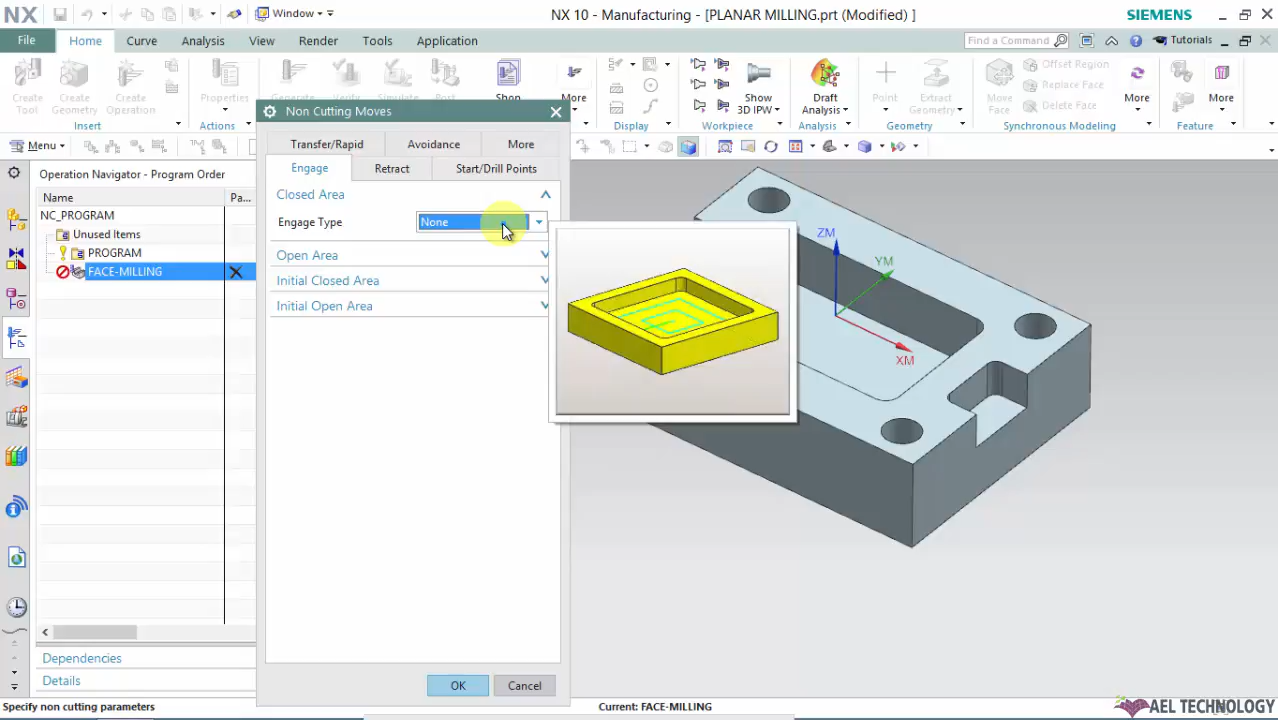 NX Window NX 10 - Manufacturing - [PLANAR MILLING.prt (Modified) ] SIEMENS
File Home Curve Analysis View Render Tools Application Find a Command Tutorials
Create Tool Create Geometry Create Operation Properties Generate Verify Simulate Post Shop More Show 3D IPW Draft Analysis Point Extract Geometry Move Face Offset Region Replace Face Delete Face More More
Insert Actions Display Workpiece Analysis Geometry Synchronous Modeling Feature
Menu
Operation Navigator - Program Order
Name Pa...
NC_PROGRAM
Unused Items
PROGRAM
FACE-MILLING
Dependencies
Details
Non Cutting Moves
Transfer/Rapid Avoidance More
Engage Retract Start/Drill Points
Closed Area
Engage Type None
Open Area
Initial Closed Area
Initial Open Area
OK Cancel
ZM
YM
XM
Specify non cutting parameters Current: FACE-MILLING
AEL TECHNOLOGY